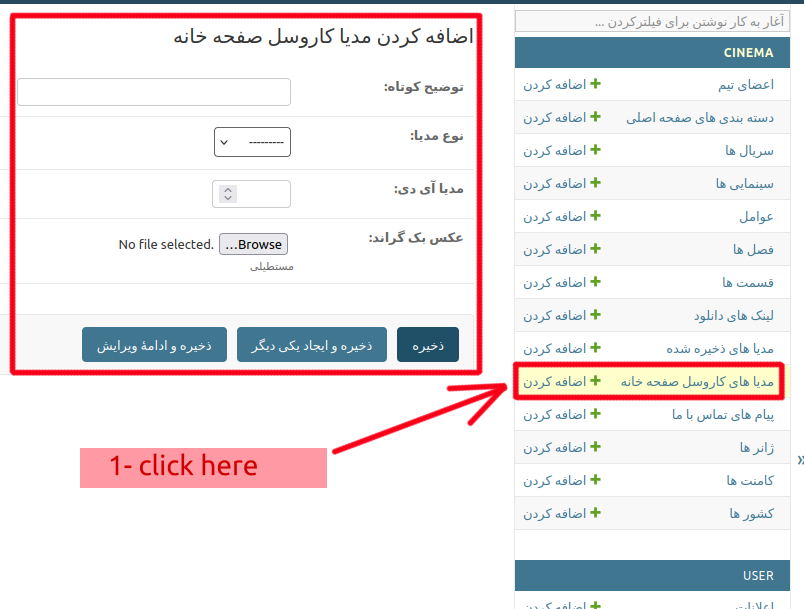 آغاز به کار نوشتن برای فیلترکردن ...
CINEMA
اعضای تیم اضافه کردن
دسته بندی های صفحه اصلی اضافه کردن
سریال ها اضافه کردن
سینمایی ها اضافه کردن
عوامل اضافه کردن
فصل ها اضافه کردن
قسمت ها اضافه کردن
لینک های دانلود اضافه کردن
مدیا های ذخیره شده اضافه کردن
مدیا های کاروسل صفحه خانه اضافه کردن
پیام های تماس با ما اضافه کردن
ژانر ها اضافه کردن
کامنت ها اضافه کردن
کشور ها اضافه کردن
USER
اعلانات اضافه کردن
اضافه کردن مدیا کاروسل صفحه خانه
توضیح کوتاه:
نوع مدیا: ---------
مدیا آی دی:
عکس بک گراند: Browse... No file selected.
مستطیلی
ذخیره ذخیره و ایجاد یکی دیگر ذخیره و ادامهٔ ویرایش
1- click here
»